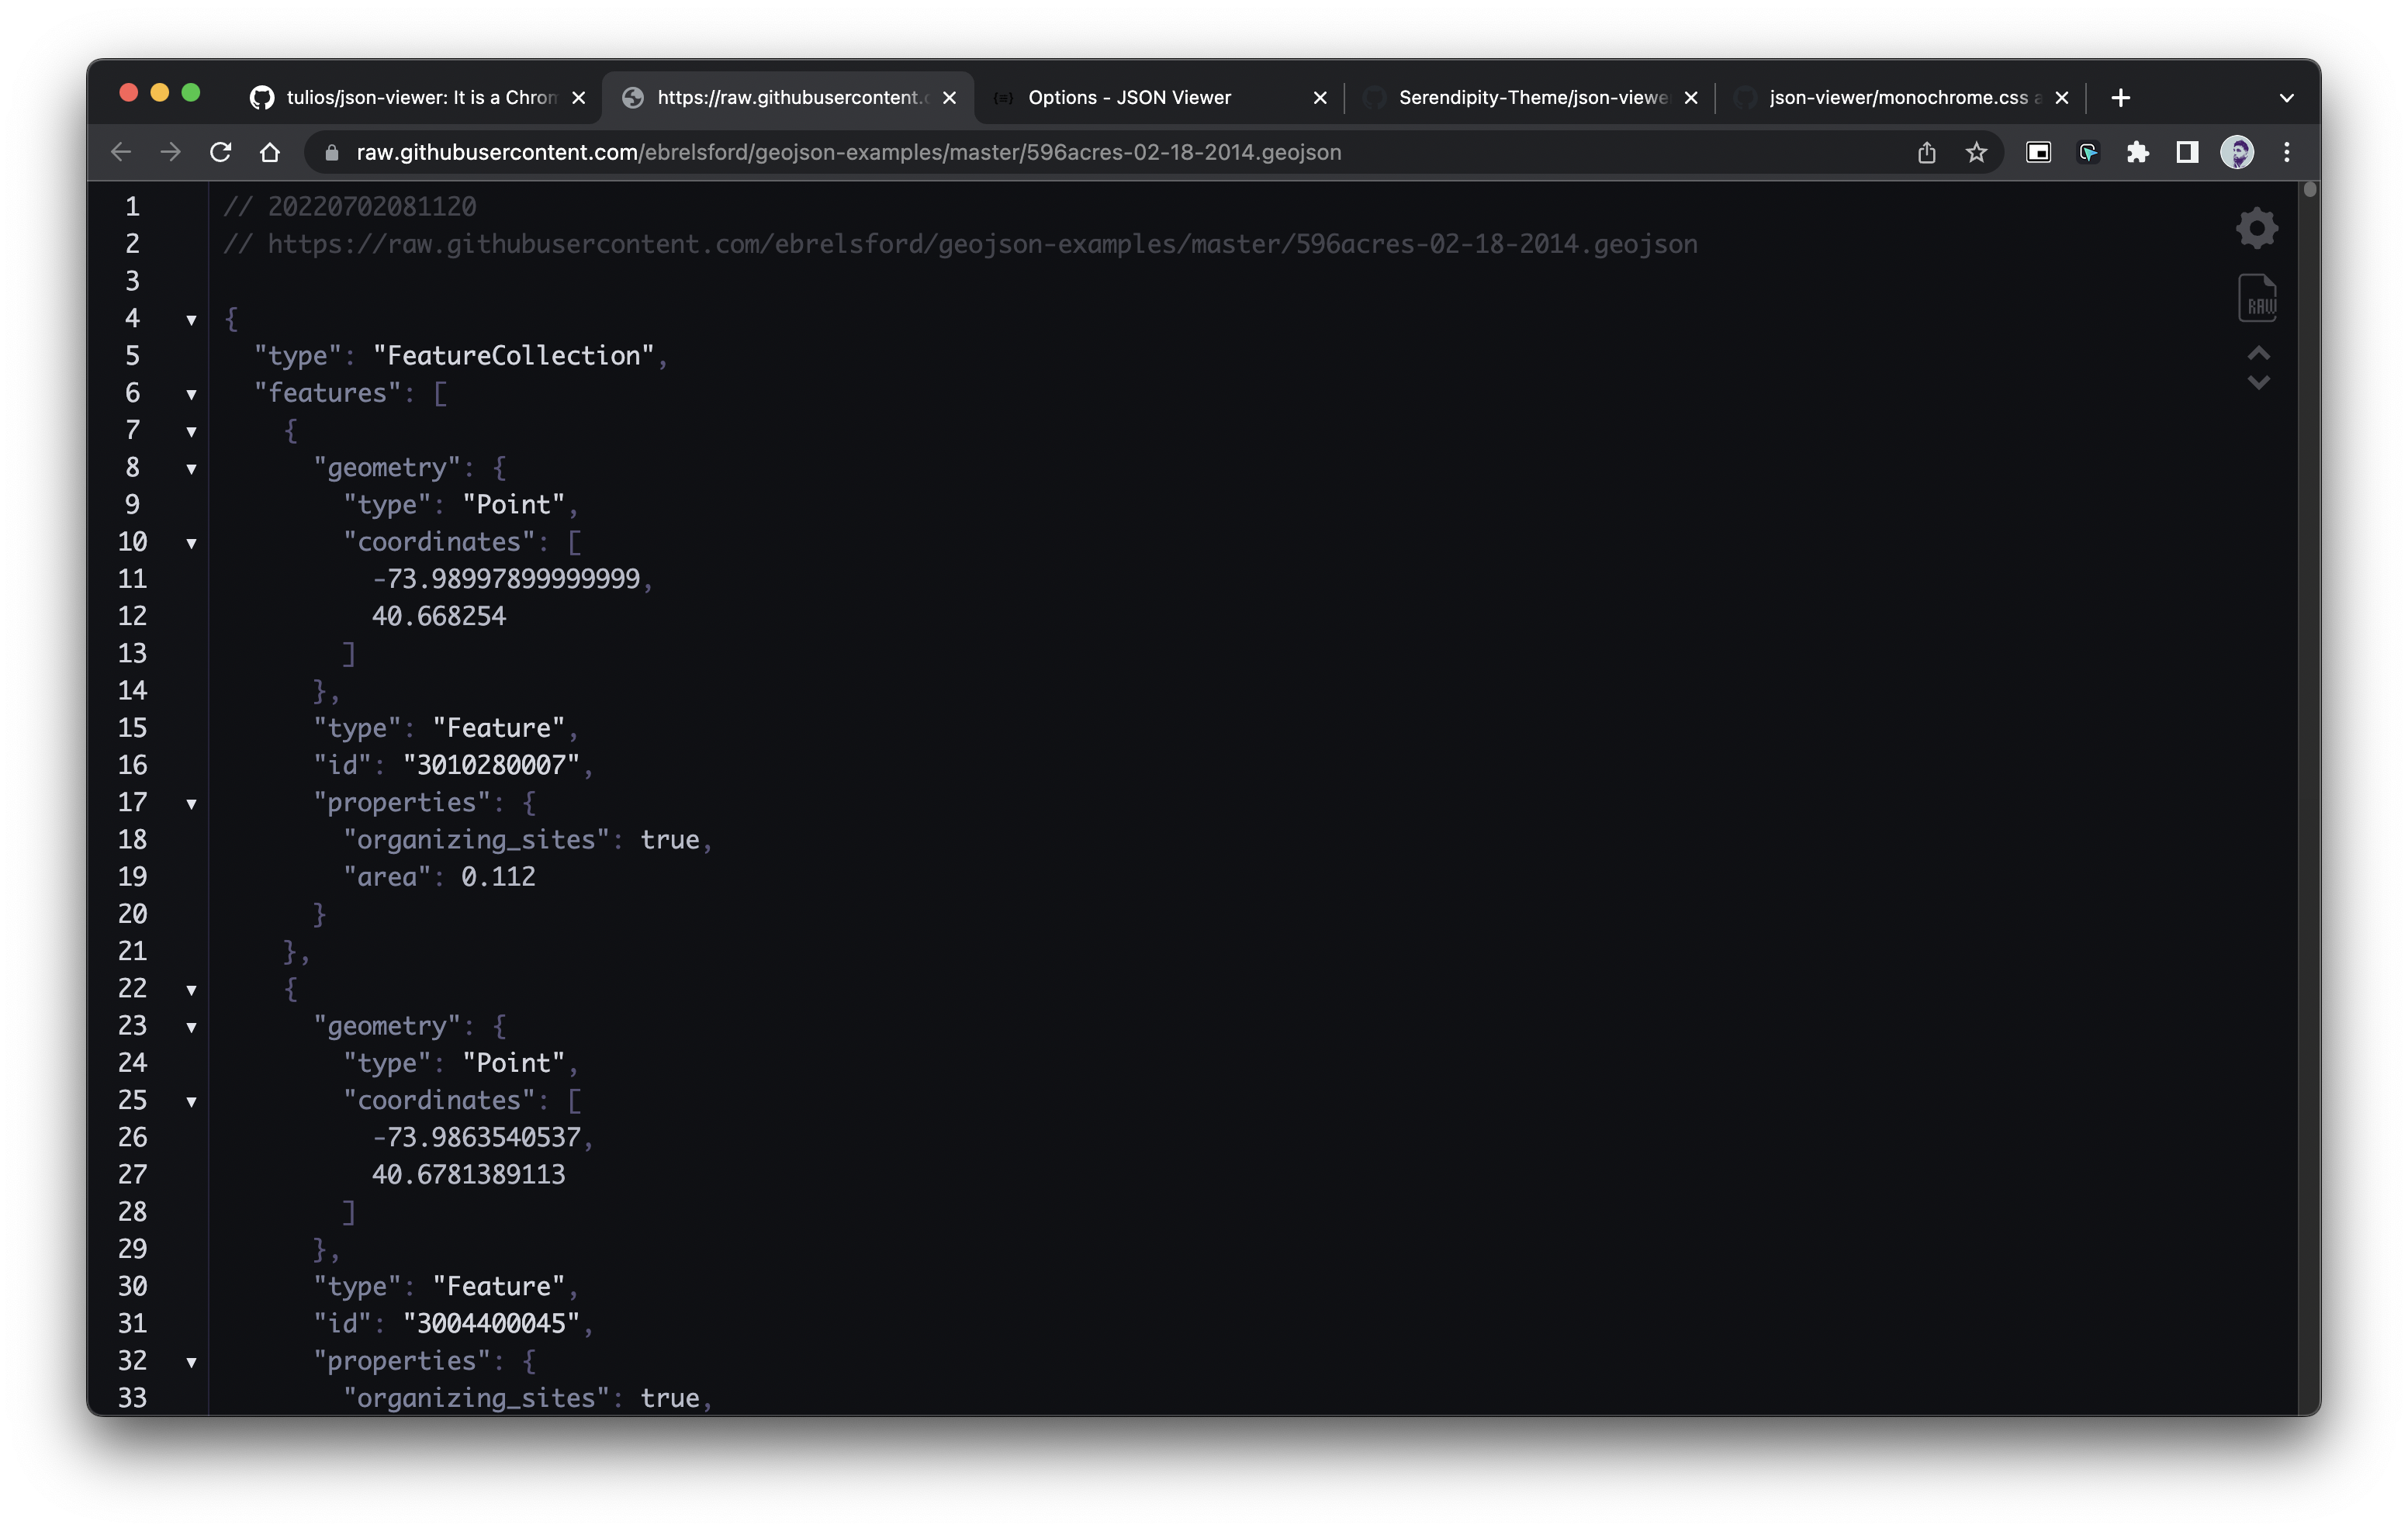 tulios/json-viewer: It is a Chrom
https://raw.githubusercontent.c
Options - JSON Viewer
Serendipity-Theme/json-viewe
json-viewer/monochrome.css a
raw.githubusercontent.com/ebrelsford/geojson-examples/master/596acres-02-18-2014.geojson
1 // 20220702081120
2 // https://raw.githubusercontent.com/ebrelsford/geojson-examples/master/596acres-02-18-2014.geojson
3
RAW
4 {
5 "type": "FeatureCollection",
6 "features": [
7 {
8 "geometry": {
9 "type": "Point",
10 "coordinates": [
11 -73.98997899999999,
12 40.668254
13 ]
14 },
15 "type": "Feature",
16 "id": "3010280007",
17 "properties": {
18 "organizing_sites": true,
19 "area": 0.112
20 }
21 },
22 {
23 "geometry": {
24 "type": "Point",
25 "coordinates": [
26 -73.9863540537,
27 40.6781389113
28 ]
29 },
30 "type": "Feature",
31 "id": "3004400045",
32 "properties": {
33 "organizing_sites": true,